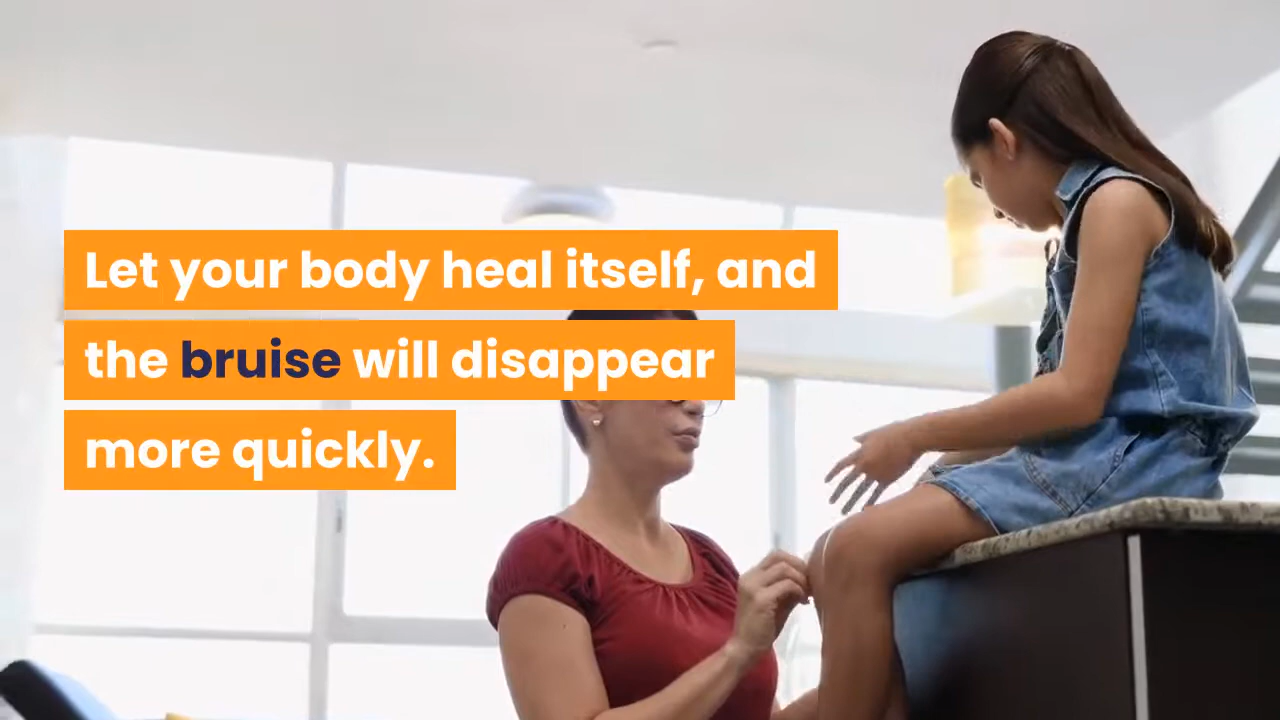 Let your body heal itself, and
the bruise will disappear
more quickly.